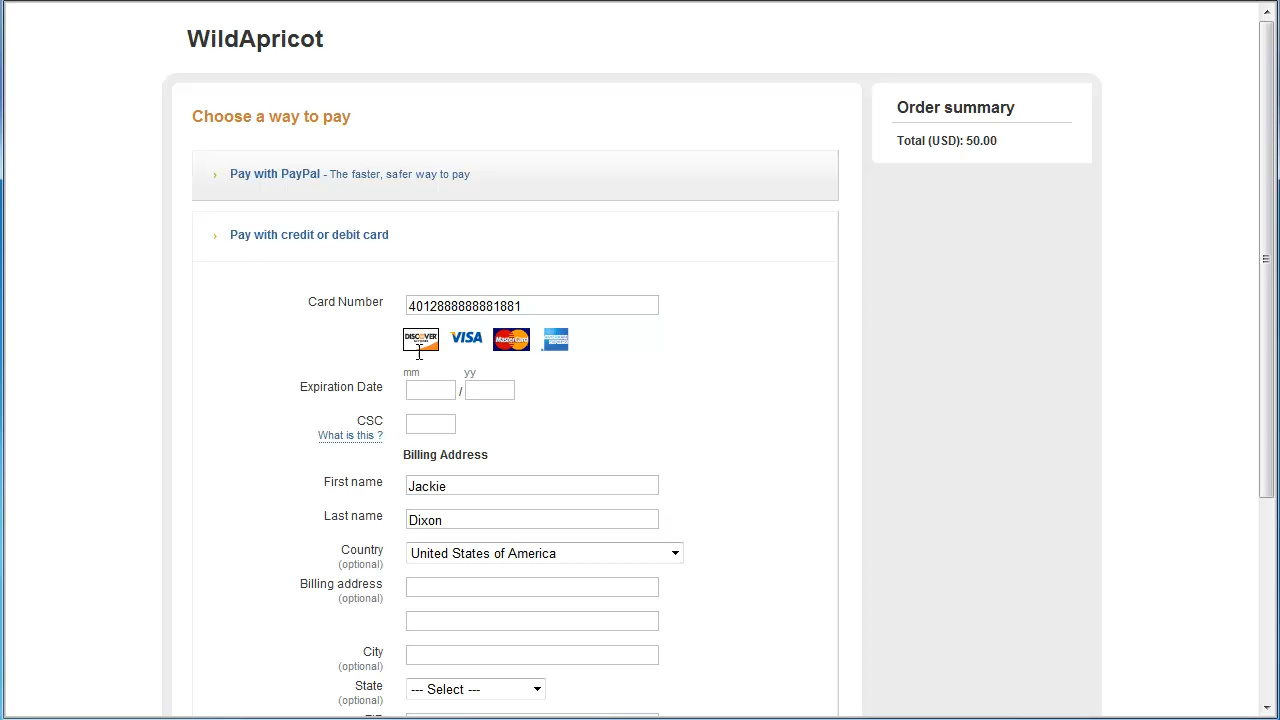 WildApricot
Choose a way to pay
Order summary
Total (USD): 50.00
› Pay with PayPal - The faster, safer way to pay
› Pay with credit or debit card
Card Number 4012888888881881
DISCOVER VISA MasterCard
mm yy
Expiration Date /
CSC
What is this ?
Billing Address
First name Jackie
Last name Dixon
Country United States of America
(optional)
Billing address
(optional)
City
(optional)
State --- Select ---
(optional)